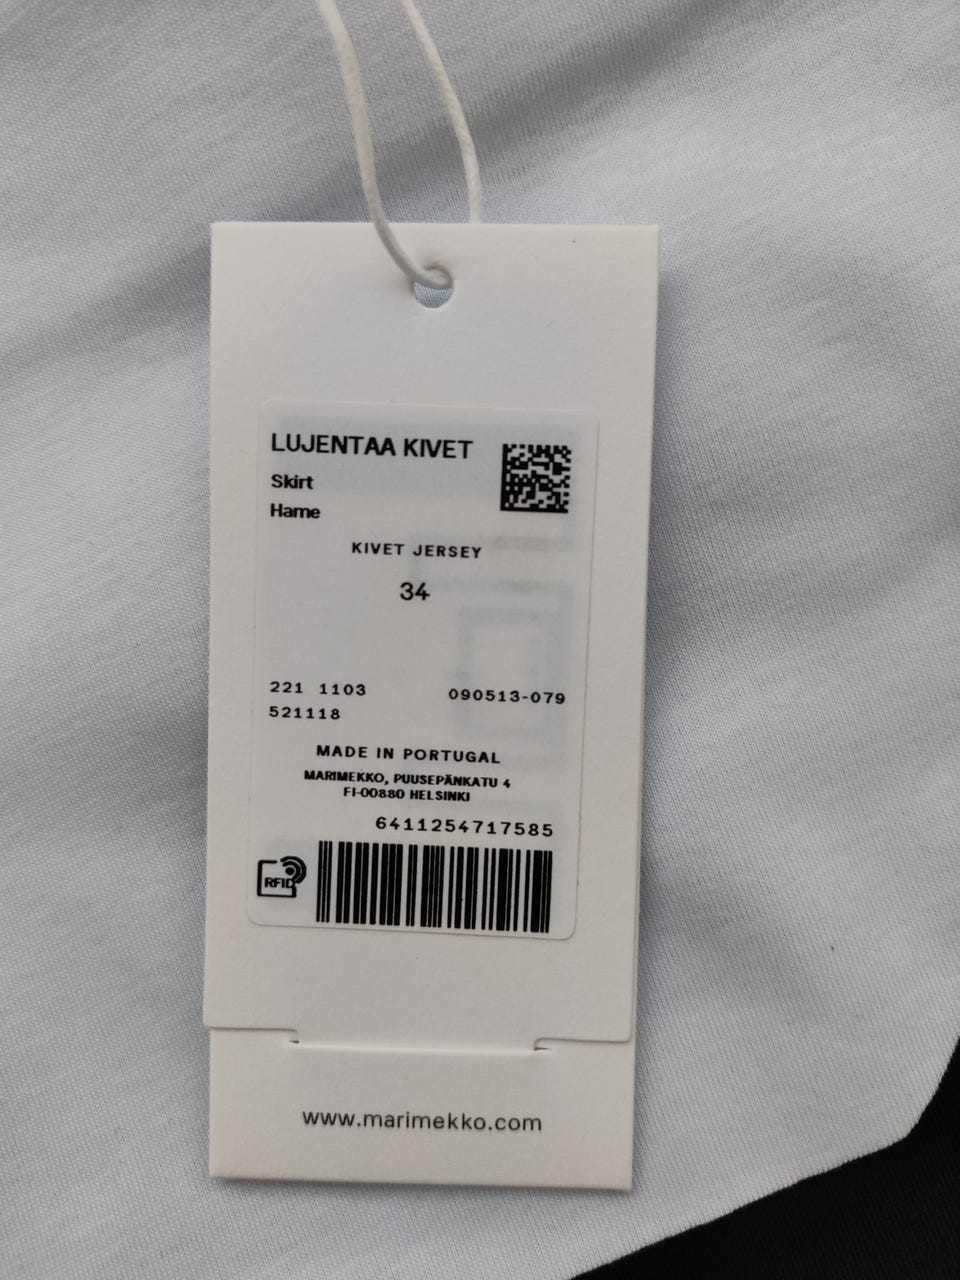 LUJENTAA KIVET
Skirt
Hame
KIVET JERSEY
34
221 1103
090513-079
521118
MADE IN PORTUGAL
MARIMEKKO, PUUSEPÄNKATU 4
FI-00880 HELSINKI
6411254717585
RFID
www.marimekko.com